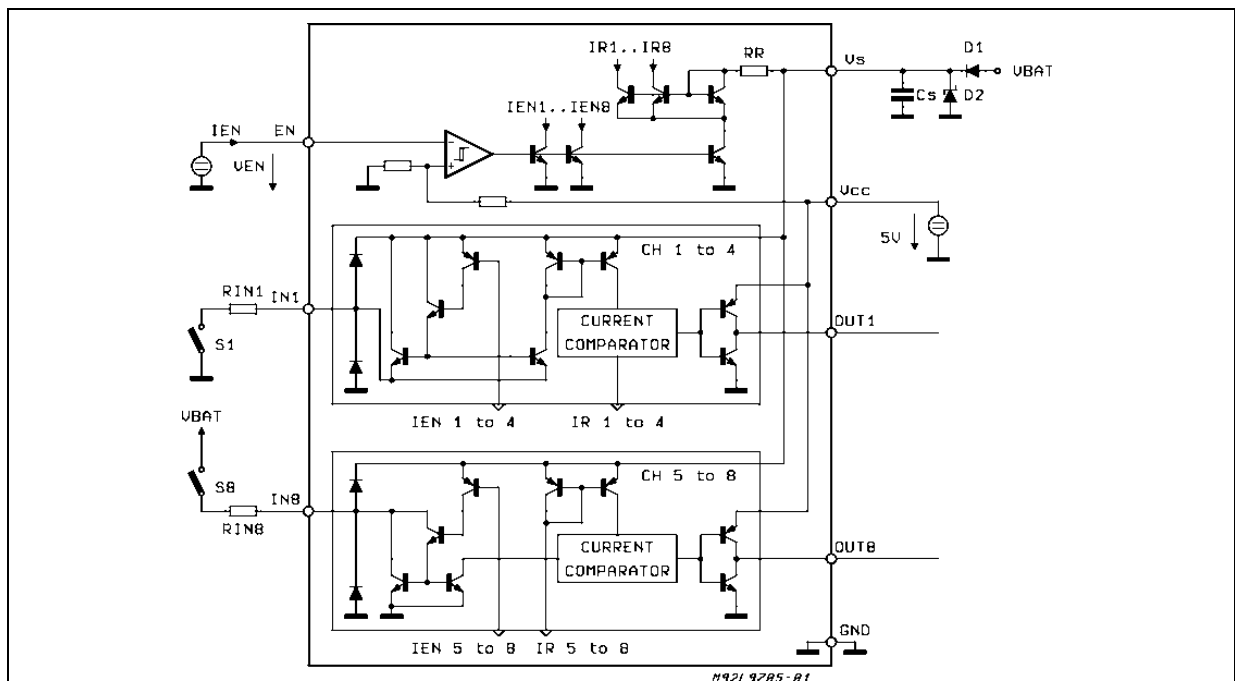 IR1..IR8
RR
Vs
D1
VBAT
Cs
D2
IEN1..IEN8
IEN
EN
VEN
Vcc
5V
CH 1 to 4
RIN1
IN1
S1
CURRENT
COMPARATOR
OUT1
IEN 1 to 4
IR 1 to 4
VBAT
CH 5 to 8
S8
IN8
RIN8
CURRENT
COMPARATOR
OUT8
IEN 5 to 8
IR 5 to 8
GND
M92L9705-01